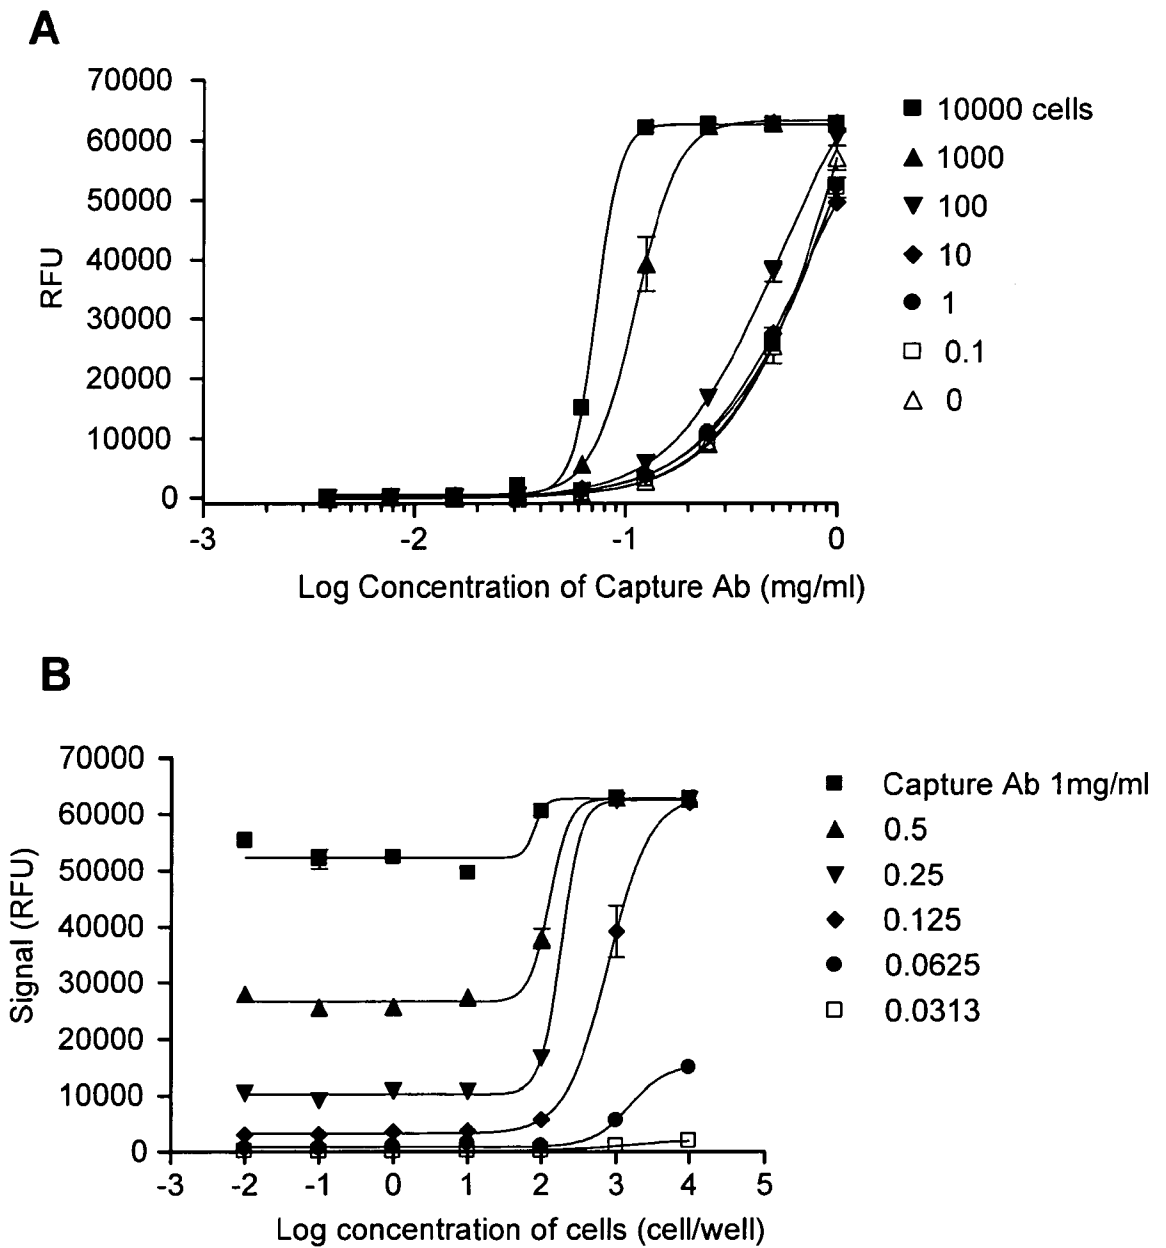 A
70000
60000
50000
40000
30000
20000
10000
0
RFU
-3 -2 -1 0
Log Concentration of Capture Ab (mg/ml)
10000 cells
1000
100
10
1
0.1
0
B
70000
60000
50000
40000
30000
20000
10000
0
Signal (RFU)
-3 -2 -1 0 1 2 3 4 5
Log concentration of cells (cell/well)
Capture Ab 1mg/ml
0.5
0.25
0.125
0.0625
0.0313